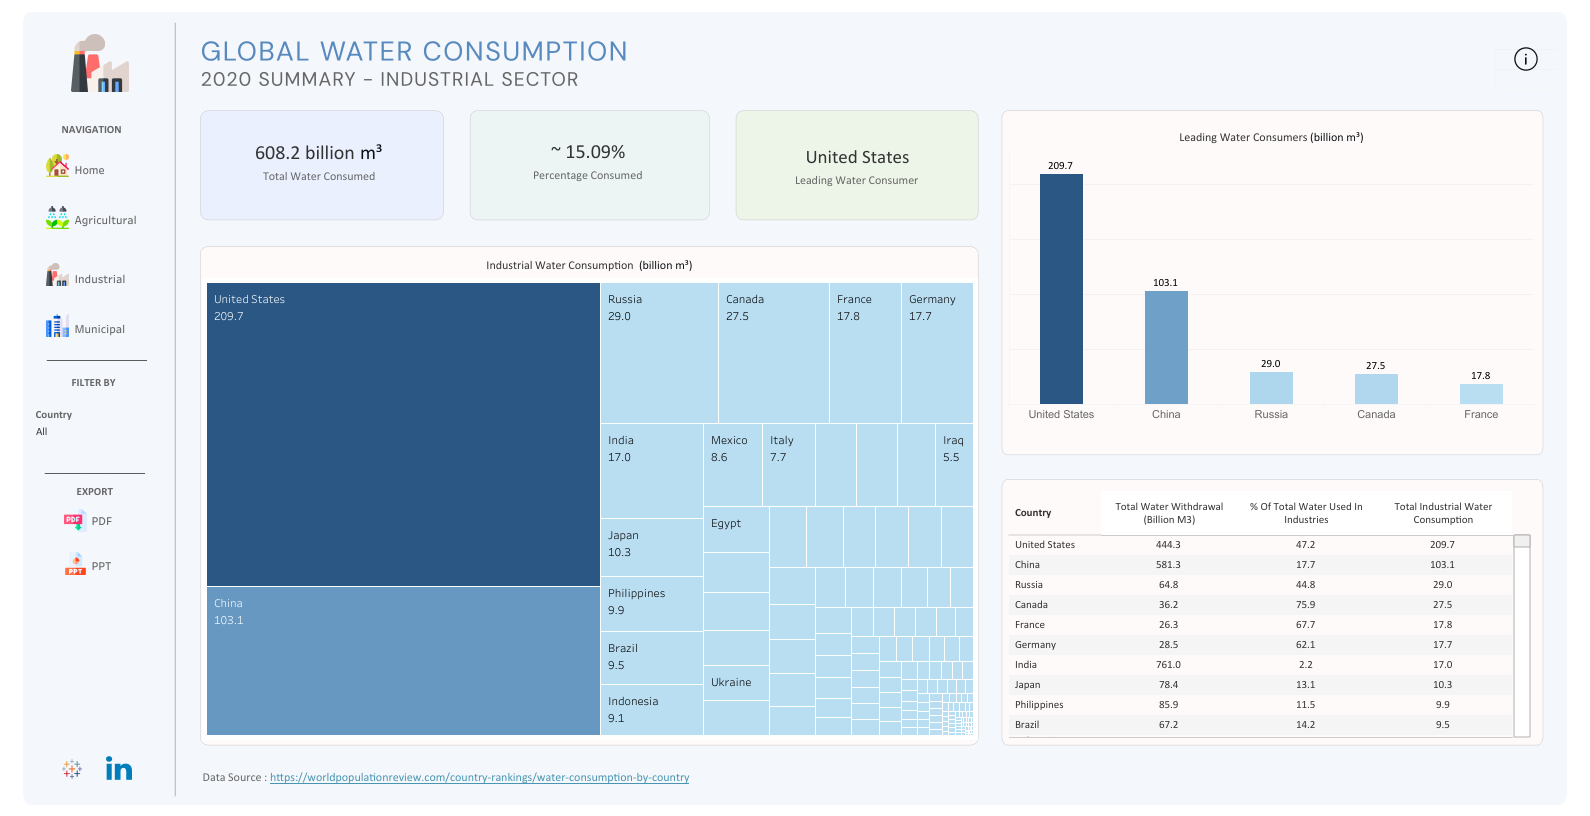 GLOBAL WATER CONSUMPTION
2020 SUMMARY – INDUSTRIAL SECTOR
i
NAVIGATION
Home
Agricultural
Industrial
Municipal
FILTER BY
Country
All
EXPORT
PDF PDF
PPT PPT
in
608.2 billion m³
Total Water Consumed
~ 15.09%
Percentage Consumed
United States
Leading Water Consumer
Industrial Water Consumption (billion m³)
United States
209.7
China
103.1
Russia
29.0
Canada
27.5
France
17.8
Germany
17.7
India
17.0
Mexico
8.6
Italy
7.7
Iraq
5.5
Japan
10.3
Egypt
Philippines
9.9
Brazil
9.5
Ukraine
Indonesia
9.1
Leading Water Consumers (billion m³)
209.7
103.1
29.0
27.5
17.8
United States China Russia Canada France
Country Total Water Withdrawal (Billion M3) % Of Total Water Used In Industries Total Industrial Water Consumption
United States 444.3 47.2 209.7
China 581.3 17.7 103.1
Russia 64.8 44.8 29.0
Canada 36.2 75.9 27.5
France 26.3 67.7 17.8
Germany 28.5 62.1 17.7
India 761.0 2.2 17.0
Japan 78.4 13.1 10.3
Philippines 85.9 11.5 9.9
Brazil 67.2 14.2 9.5
Data Source : https://worldpopulationreview.com/country-rankings/water-consumption-by-country